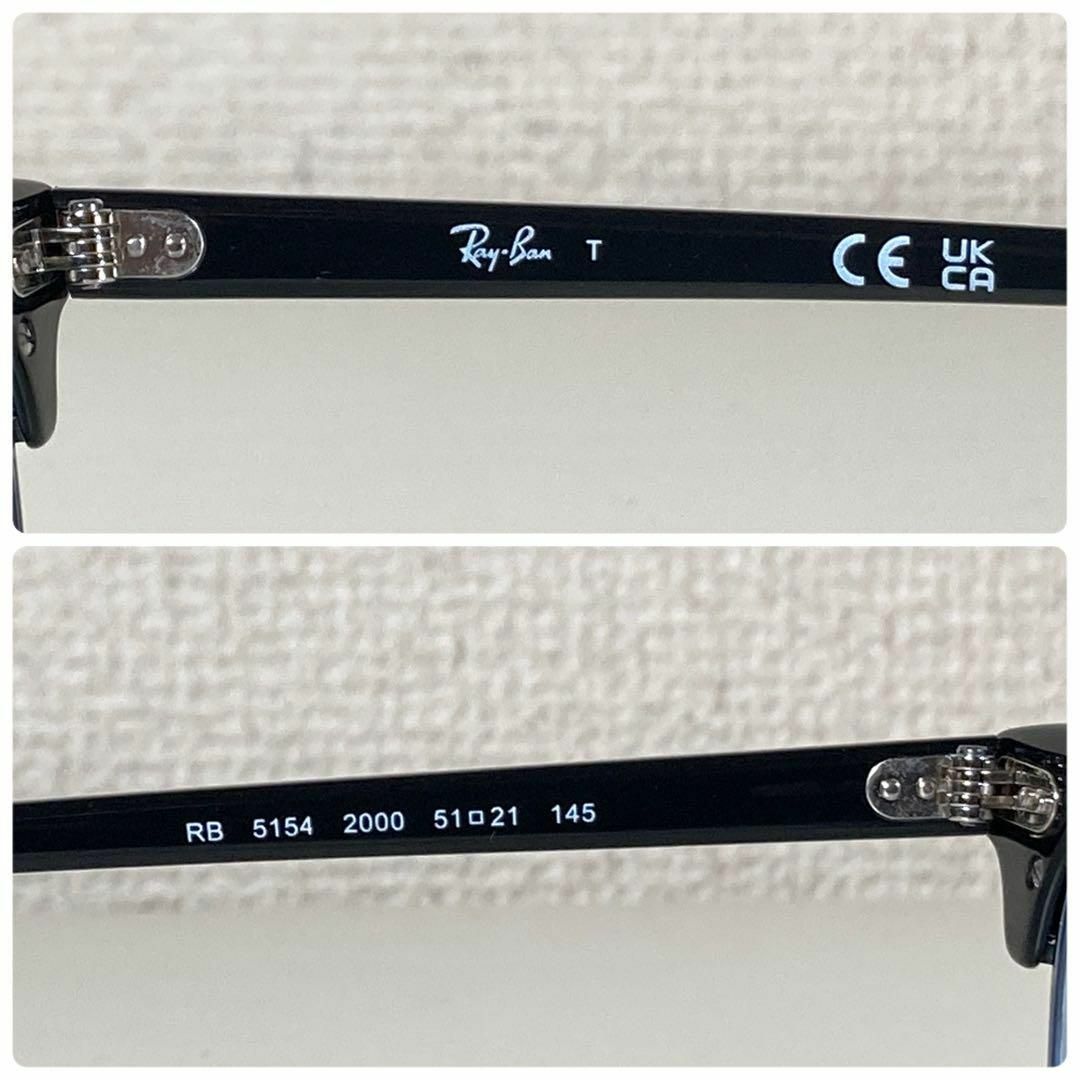 Ray-Ban T CE UK
CA
RB 5154 2000 51□21 145